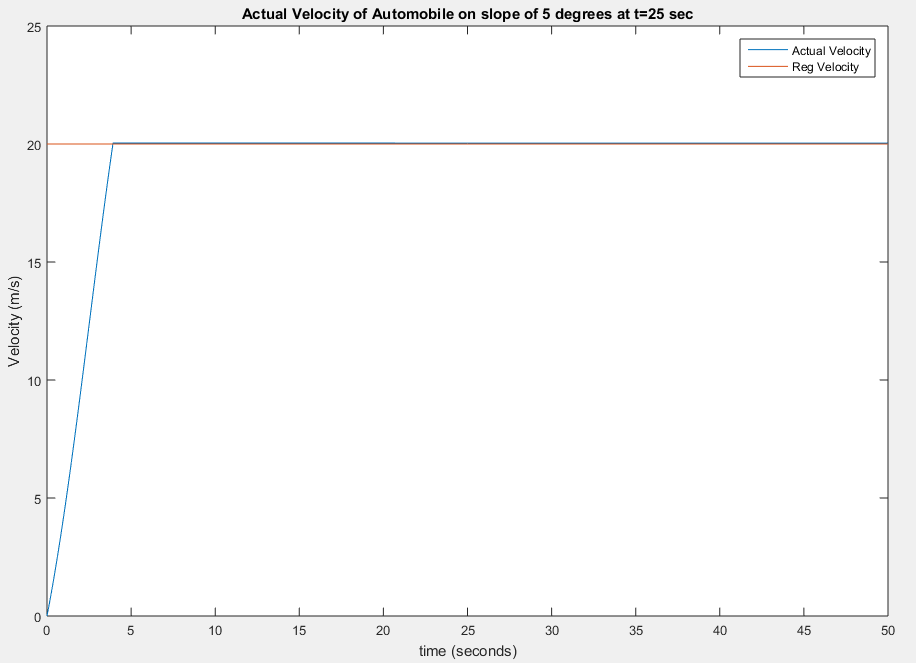 Actual Velocity of Automobile on slope of 5 degrees at t=25 sec
25
Actual Velocity
Reg Velocity
20
15
Velocity (m/s)
10
5
0
0 5 10 15 20 25 30 35 40 45 50
time (seconds)